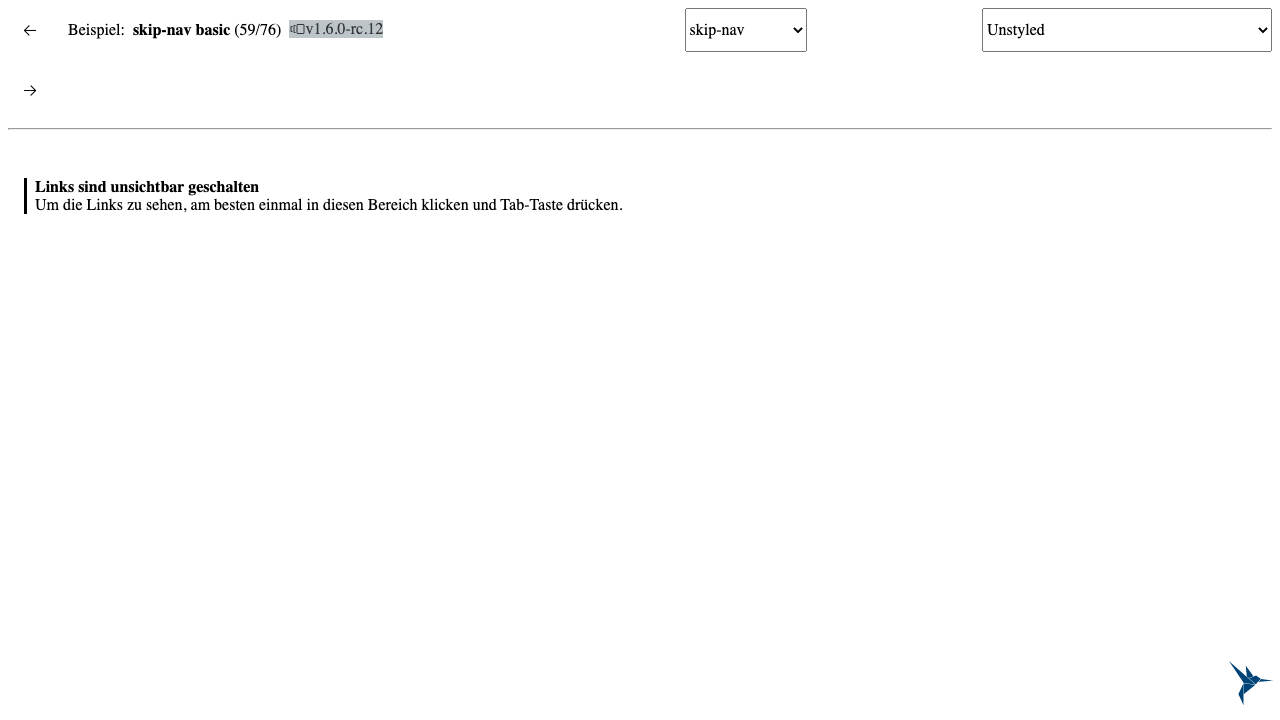 Beispiel: skip-nav basic (59/76) v1.6.0-rc.12
skip-nav
Unstyled
Links sind unsichtbar geschalten
Um die Links zu sehen, am besten einmal in diesen Bereich klicken und Tab-Taste drücken.